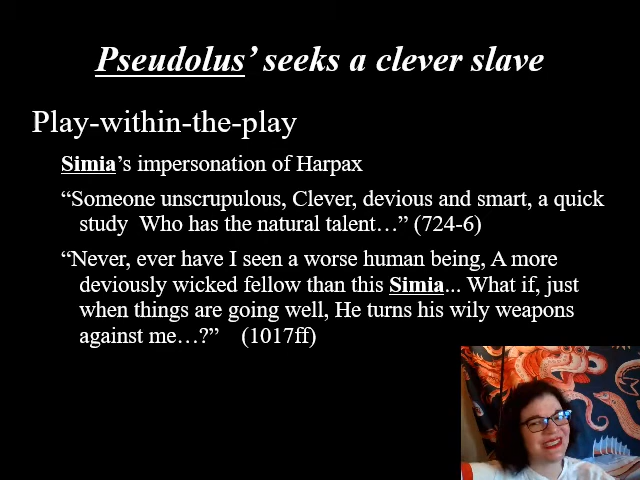 Pseudolus’ seeks a clever slave
Play-within-the-play
Simia’s impersonation of Harpax
“Someone unscrupulous, Clever, devious and smart, a quick
study  Who has the natural talent…” (724-6)
“Never, ever have I seen a worse human being, A more
deviously wicked fellow than this Simia... What if, just
when things are going well, He turns his wily weapons
against me…?”    (1017ff)